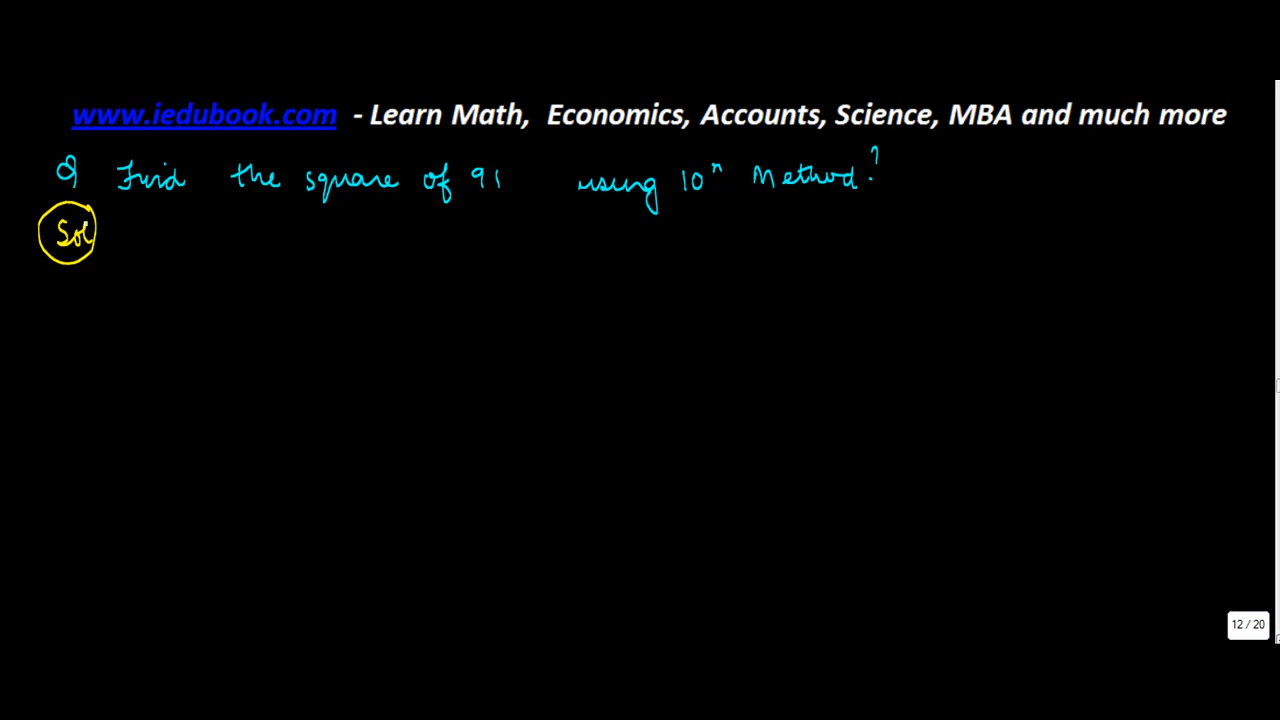 www.iedubook.com - Learn Math, Economics, Accounts, Science, MBA and much more
Q Find the square of 91 using 10ⁿ Method?
Sol
12 / 20